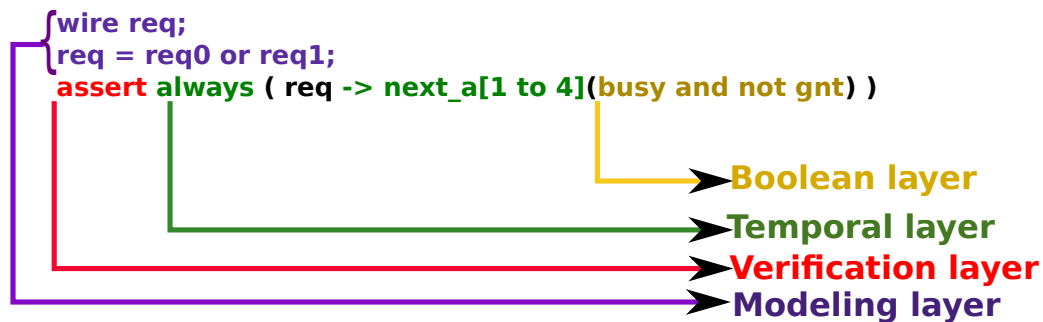 wire req;
req = req0 or req1;
assert always ( req -> next_a[1 to 4](busy and not gnt) )
Boolean layer
Temporal layer
Verification layer
Modeling layer